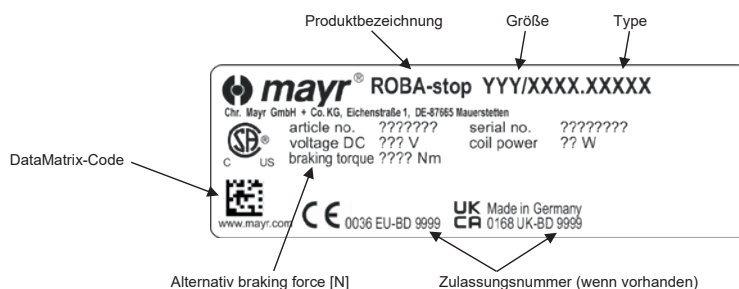 Produktbezeichnung Größe Type
mayr® ROBA-stop YYY/XXXX.XXXXX
Chr. Mayr GmbH + Co. KG, Eichenstraße 1, DE-87665 Mauerstetten
article no. ??????? serial no. ????????
voltage DC ??? V coil power ?? W
braking torque ???? Nm
SA ®
C US
DataMatrix-Code
www.mayr.com CE 0036 EU-BD 9999
UK Made in Germany
CA 0168 UK-BD 9999
Alternativ braking force [N] Zulassungsnummer (wenn vorhanden)